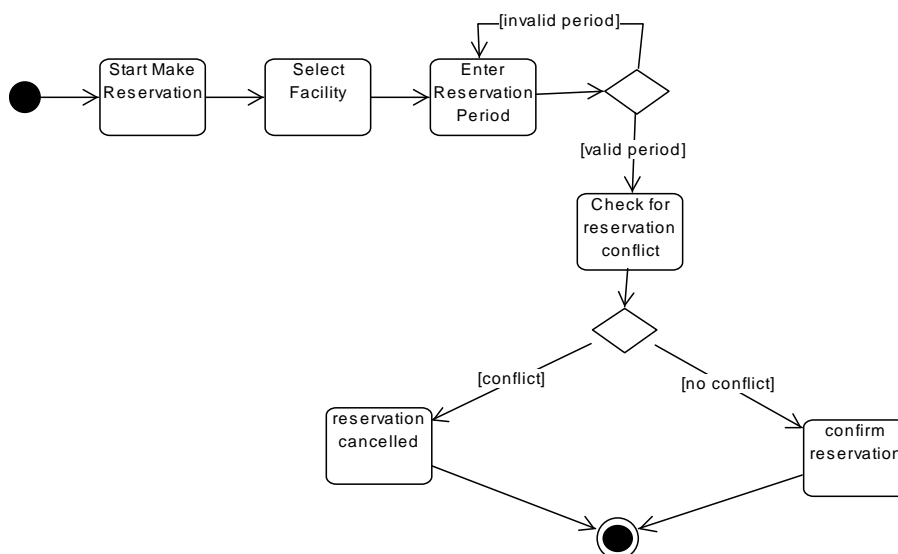 [invalid period]
Start Make
Reservation
Select
Facility
Enter
Reservation
Period
[valid period]
Check for
reservation
conflict
[conflict]
[no conflict]
reservation
cancelled
confirm
reservation